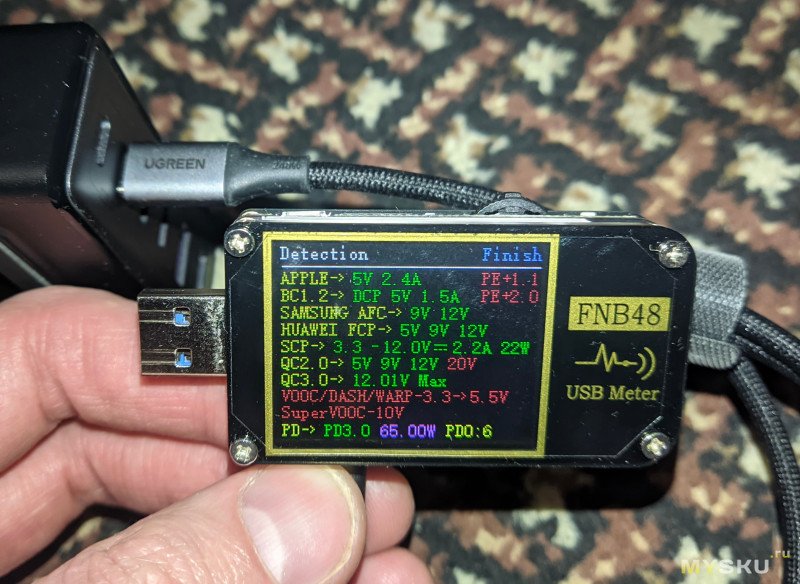 UGREEN
Detection Finish
APPLE-> 5V 2.4A PE+1.1
BC1.2-> DCP 5V 1.5A PE+2.0
SAMSUNG AFC-> 9V 12V
HUAWEI FCP-> 5V 9V 12V
SCP-> 3.3 -12.0V=2.2A 22W
QC2.0-> 5V 9V 12V 20V
QC3.0-> 12.01V Max
VOOC/DASH/WARP-3.3->5.5V
SuperVOOC-10V
PD-> PD3.0 65.00W PDO:6
FNB48
USB Meter
MYSKU.ru